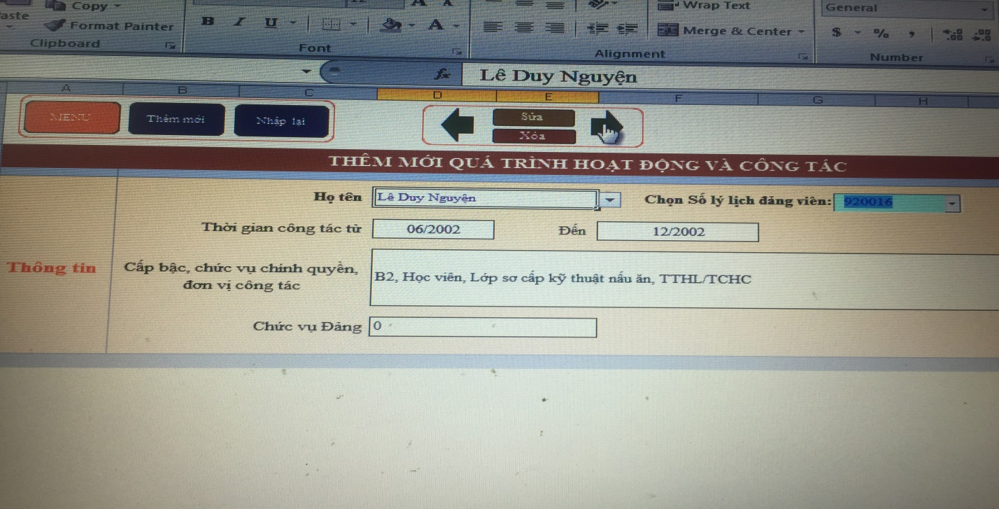 Copy
aste
Format Painter
Clipboard
B I U
A
Font
Wrap Text
Merge & Center
Alignment
General
$ % ,
Number
fx Lê Duy Nguyện
A B C D E F G H
MENU Thêm mới Nhập lại Sửa
Xóa
THÊM MỚI QUÁ TRÌNH HOẠT ĐỘNG VÀ CÔNG TÁC
Họ tên Lê Duy Nguyện Chọn Số lý lịch đảng viên: 920016
Thời gian công tác từ 06/2002 Đến 12/2002
Thông tin
Cấp bậc, chức vụ chính quyền,
đơn vị công tác
B2, Học viên, Lớp sơ cấp kỹ thuật nấu ăn, TTHL/TCHC
Chức vụ Đảng 0